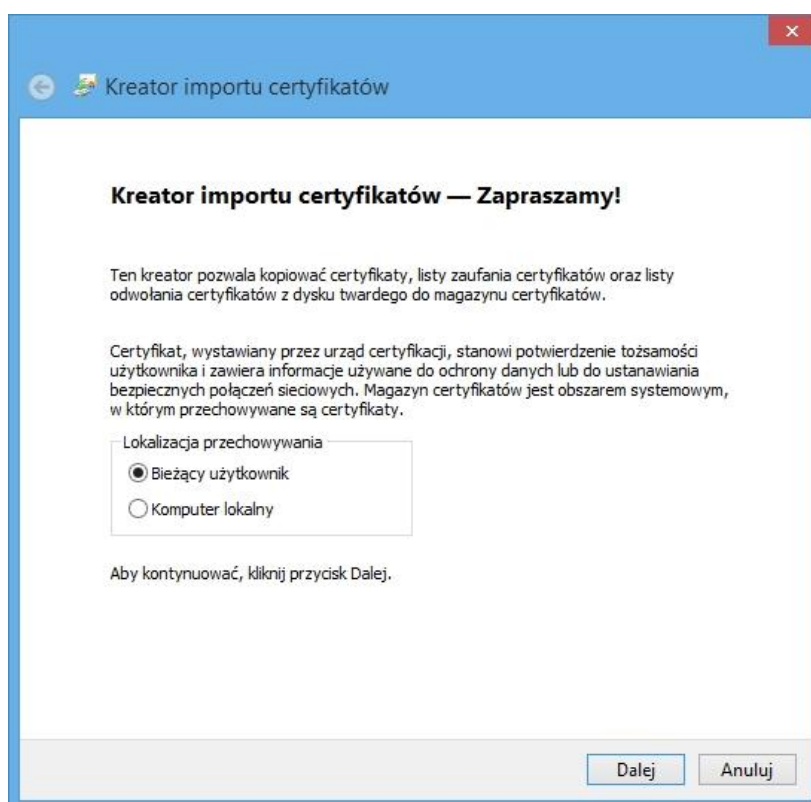 Kreator importu certyfikatów
Kreator importu certyfikatów — Zapraszamy!
Ten kreator pozwala kopiować certyfikaty, listy zaufania certyfikatów oraz listy
odwołania certyfikatów z dysku twardego do magazynu certyfikatów.
Certyfikat, wystawiany przez urząd certyfikacji, stanowi potwierdzenie tożsamości
użytkownika i zawiera informacje używane do ochrony danych lub do ustanawiania
bezpiecznych połączeń sieciowych. Magazyn certyfikatów jest obszarem systemowym,
w którym przechowywane są certyfikaty.
Lokalizacja przechowywania
Bieżący użytkownik
Komputer lokalny
Aby kontynuować, kliknij przycisk Dalej.
Dalej Anuluj